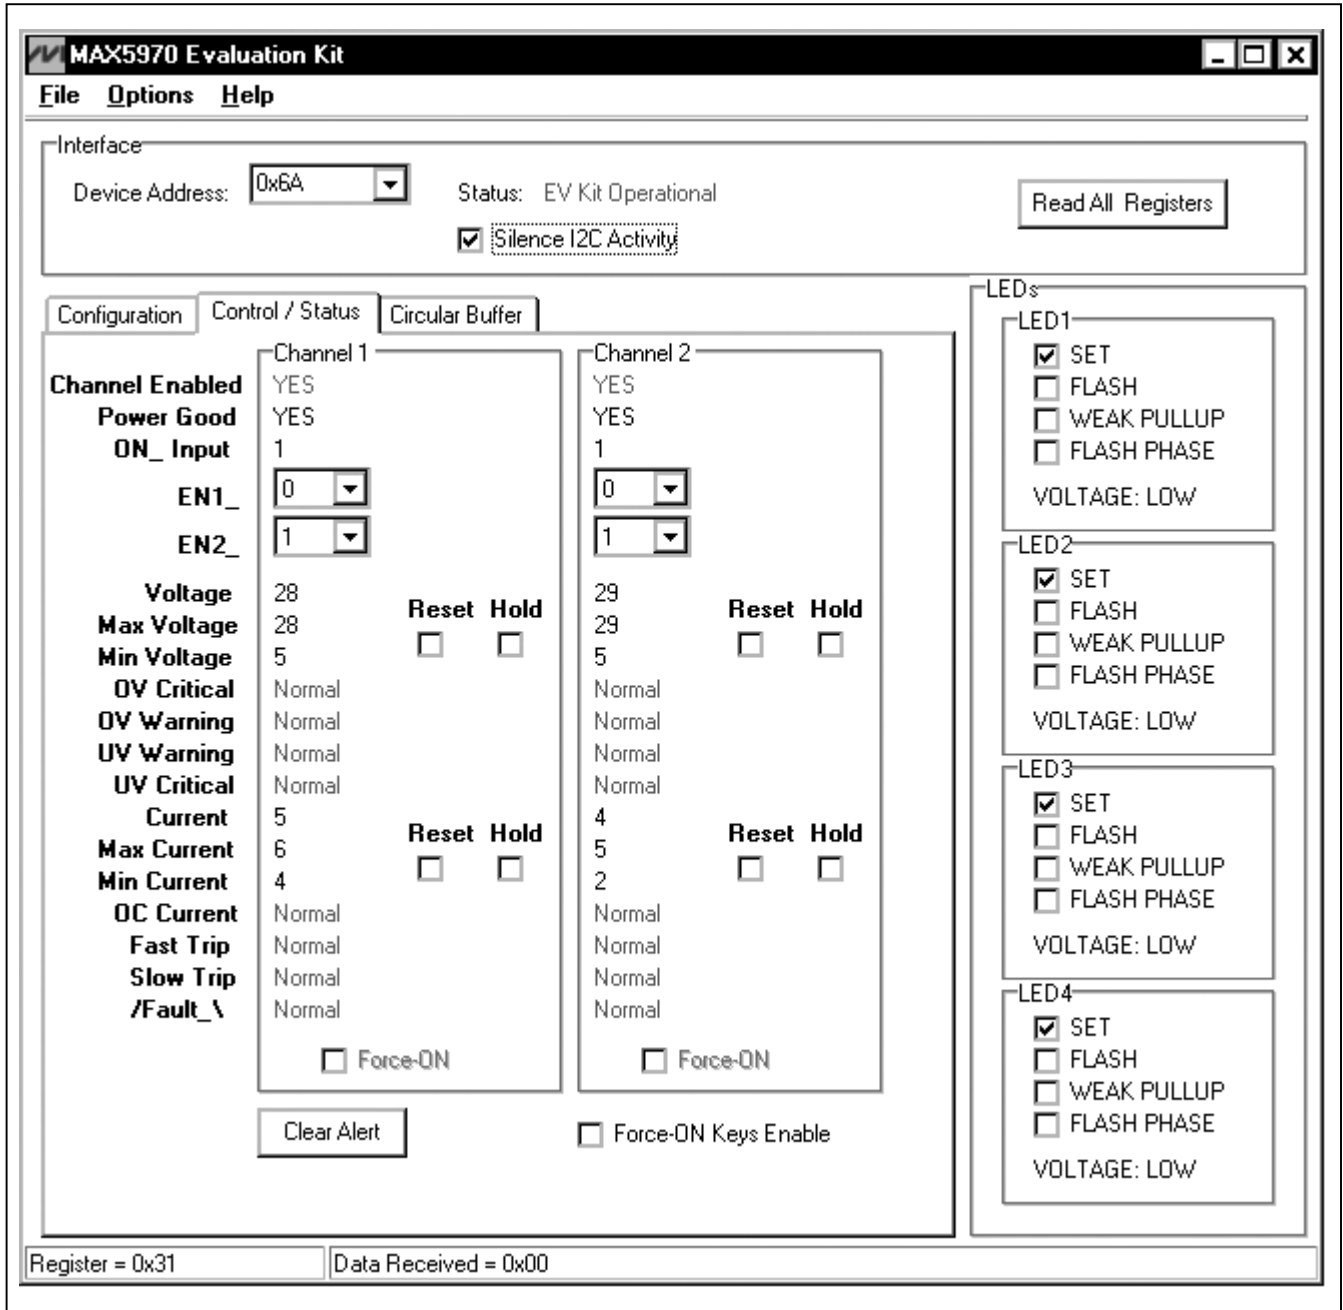 MAX5970 Evaluation Kit
File Options Help
Interface
Device Address: 0x6A Status: EV Kit Operational Read All Registers
Silence I2C Activity
Configuration Control / Status Circular Buffer
Channel 1 Channel 2
Channel Enabled YES YES
Power Good YES YES
ON_ Input 1 1
EN1_ 0 0
EN2_ 1 1
Voltage 28 29
Reset Hold Reset Hold
Max Voltage 28 29
Min Voltage 5 5
OV Critical Normal Normal
OV Warning Normal Normal
UV Warning Normal Normal
UV Critical Normal Normal
Current 5 4
Reset Hold Reset Hold
Max Current 6 5
Min Current 4 2
OC Current Normal Normal
Fast Trip Normal Normal
Slow Trip Normal Normal
/Fault_\ Normal Normal
Force-ON Force-ON
Clear Alert Force-ON Keys Enable
LEDs
LED1
SET
FLASH
WEAK PULLUP
FLASH PHASE
VOLTAGE: LOW
LED2
SET
FLASH
WEAK PULLUP
FLASH PHASE
VOLTAGE: LOW
LED3
SET
FLASH
WEAK PULLUP
FLASH PHASE
VOLTAGE: LOW
LED4
SET
FLASH
WEAK PULLUP
FLASH PHASE
VOLTAGE: LOW
Register = 0x31 Data Received = 0x00